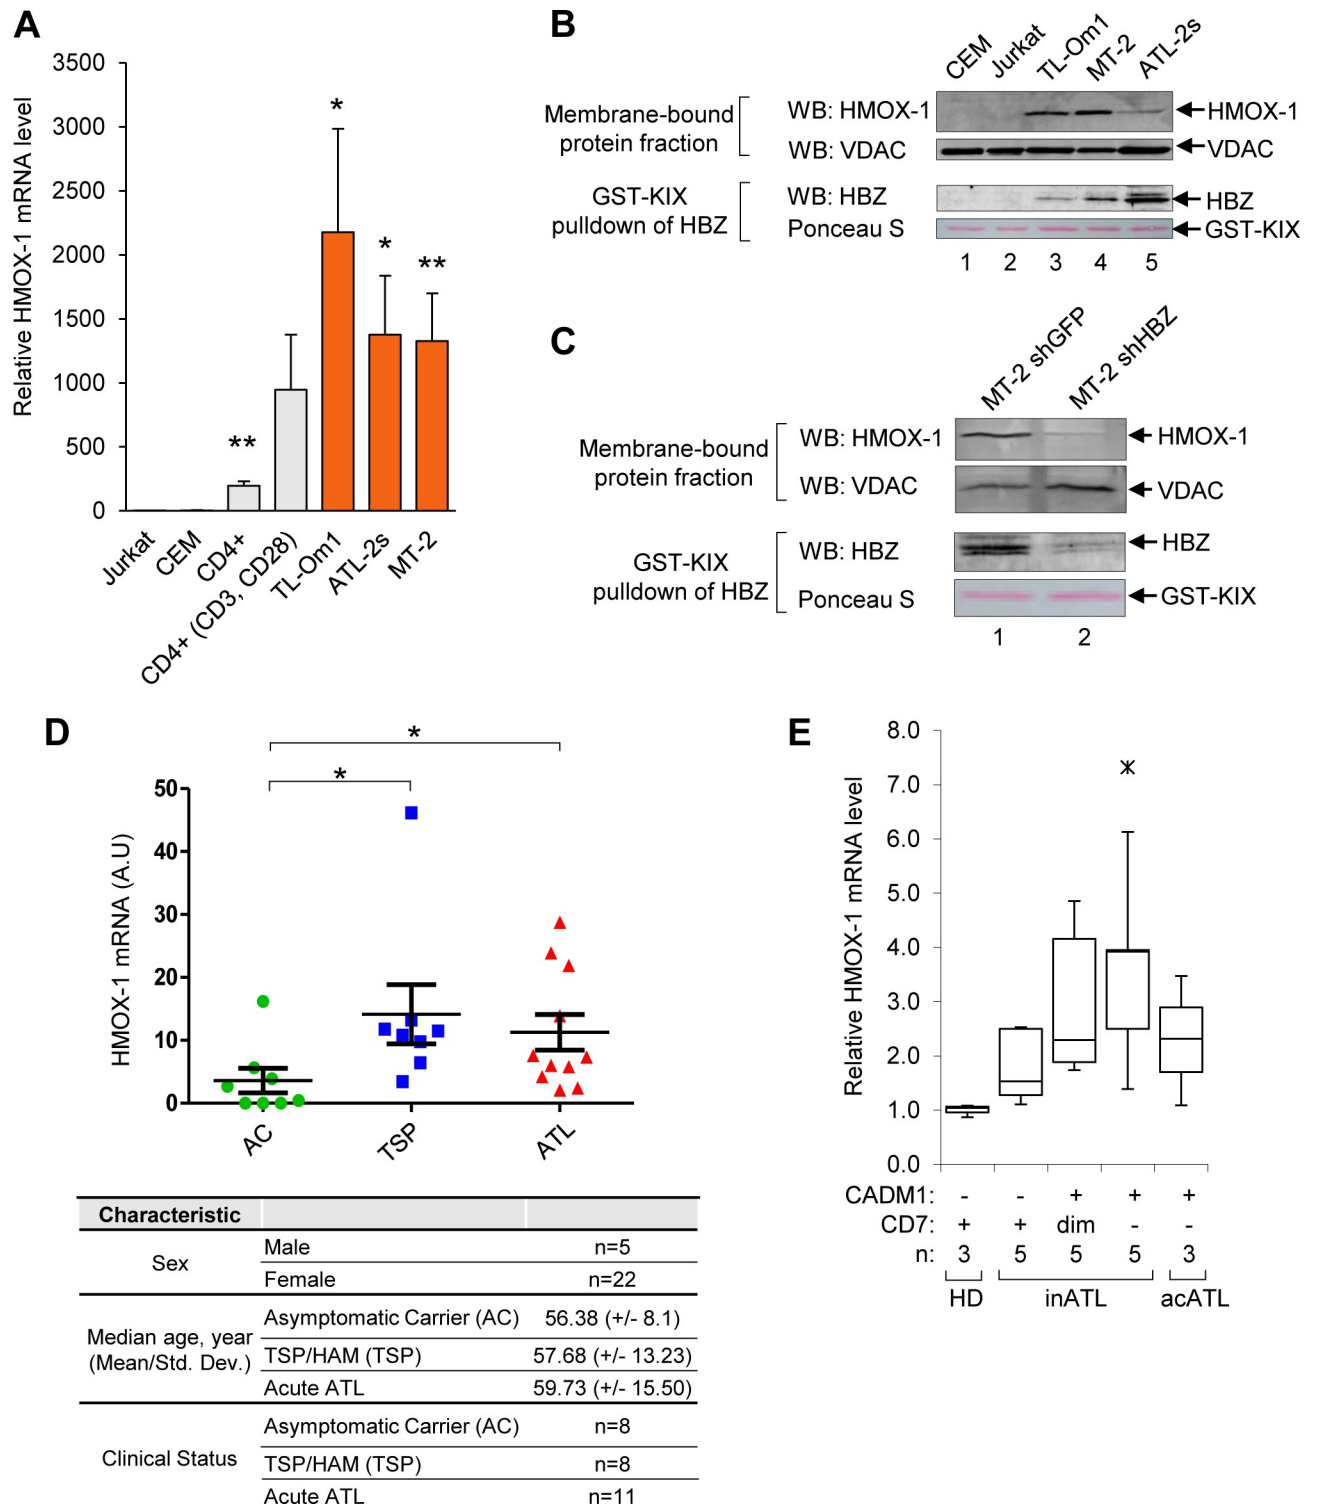 A
3500
3000
2500
2000
1500
1000
500
0
Relative HMOX-1 mRNA level
*
*
**
**
Jurkat
CEM
CD4+
CD4+ (CD3, CD28)
TL-Om1
ATL-2s
MT-2
B
CEM
Jurkat
TL-Om1
MT-2
ATL-2s
Membrane-bound
protein fraction
WB: HMOX-1
HMOX-1
WB: VDAC
VDAC
GST-KIX
pulldown of HBZ
WB: HBZ
HBZ
Ponceau S
GST-KIX
1 2 3 4 5
C
MT-2 shGFP
MT-2 shHBZ
Membrane-bound
protein fraction
WB: HMOX-1
HMOX-1
WB: VDAC
VDAC
GST-KIX
pulldown of HBZ
WB: HBZ
HBZ
Ponceau S
GST-KIX
1 2
D
*
*
50
40
30
20
10
0
HMOX-1 mRNA (A.U)
AC
TSP
ATL
Characteristic
Sex
Male n=5
Female n=22
Median age, year
(Mean/Std. Dev.)
Asymptomatic Carrier (AC) 56.38 (+/- 8.1)
TSP/HAM (TSP) 57.68 (+/- 13.23)
Acute ATL 59.73 (+/- 15.50)
Clinical Status
Asymptomatic Carrier (AC) n=8
TSP/HAM (TSP) n=8
Acute ATL n=11
E
8.0
7.0
6.0
5.0
4.0
3.0
2.0
1.0
0.0
Relative HMOX-1 mRNA level
*
CADM1: - - + + +
CD7: + + dim - -
n: 3 5 5 5 3
HD inATL acATL